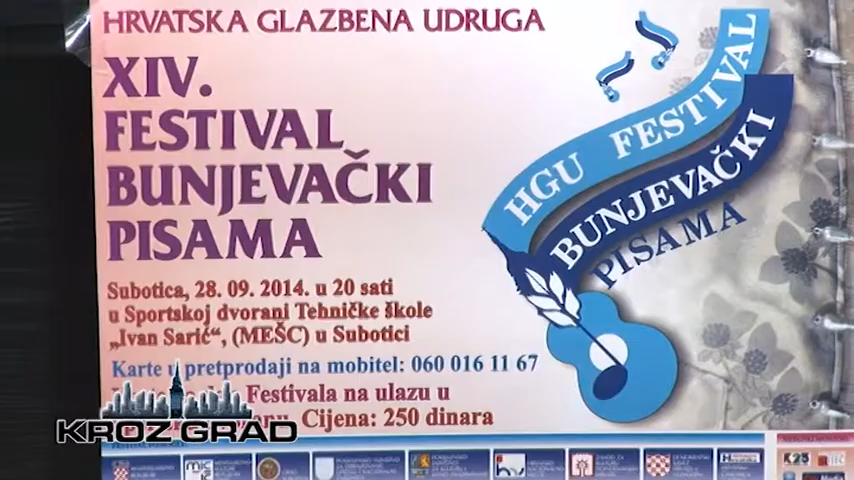 HRVATSKA GLAZBENA UDRUGA
XIV.
FESTIVAL
BUNJEVAČKI
PISAMA
HGU FESTIVAL
BUNJEVAČKI
PISAMA
Subotica, 28. 09. 2014. u 20 sati
u Sportskoj dvorani Tehničke škole
„Ivan Sarić“, (MEŠC) u Subotici
Karte u pretprodaji na mobitel: 060 016 11 67
Festivala na ulazu u
Cijena: 250 dinara
KROZ GRAD
K25